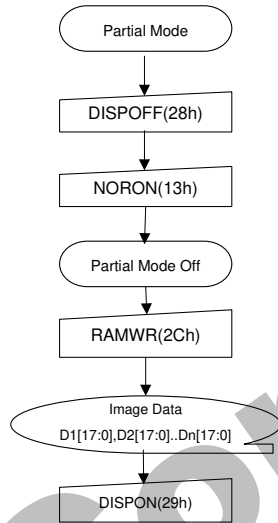 Partial Mode
DISPOFF(28h)
NORON(13h)
Partial Mode Off
RAMWR(2Ch)
Image Data
D1[17:0],D2[17:0]..Dn[17:0]
DISPON(29h)